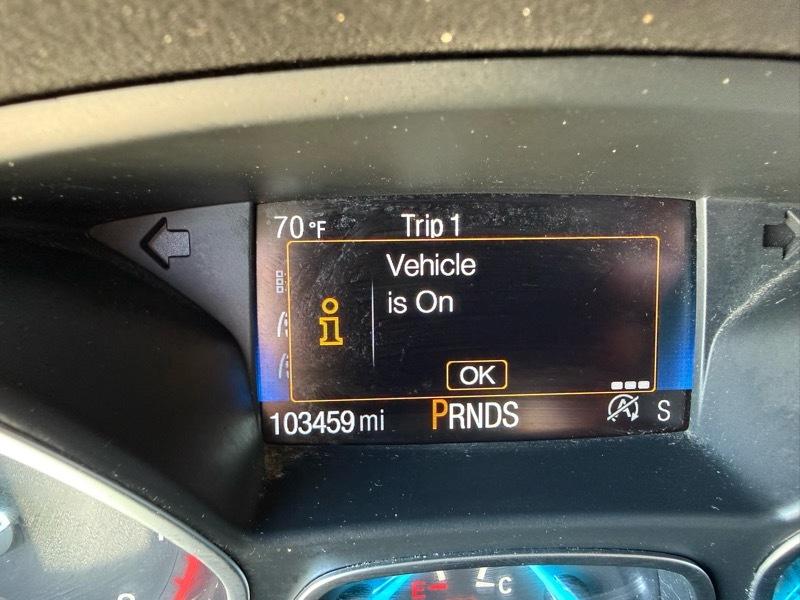 70°F Trip 1
Vehicle
is On
OK
103459 mi PRNDS S
E C